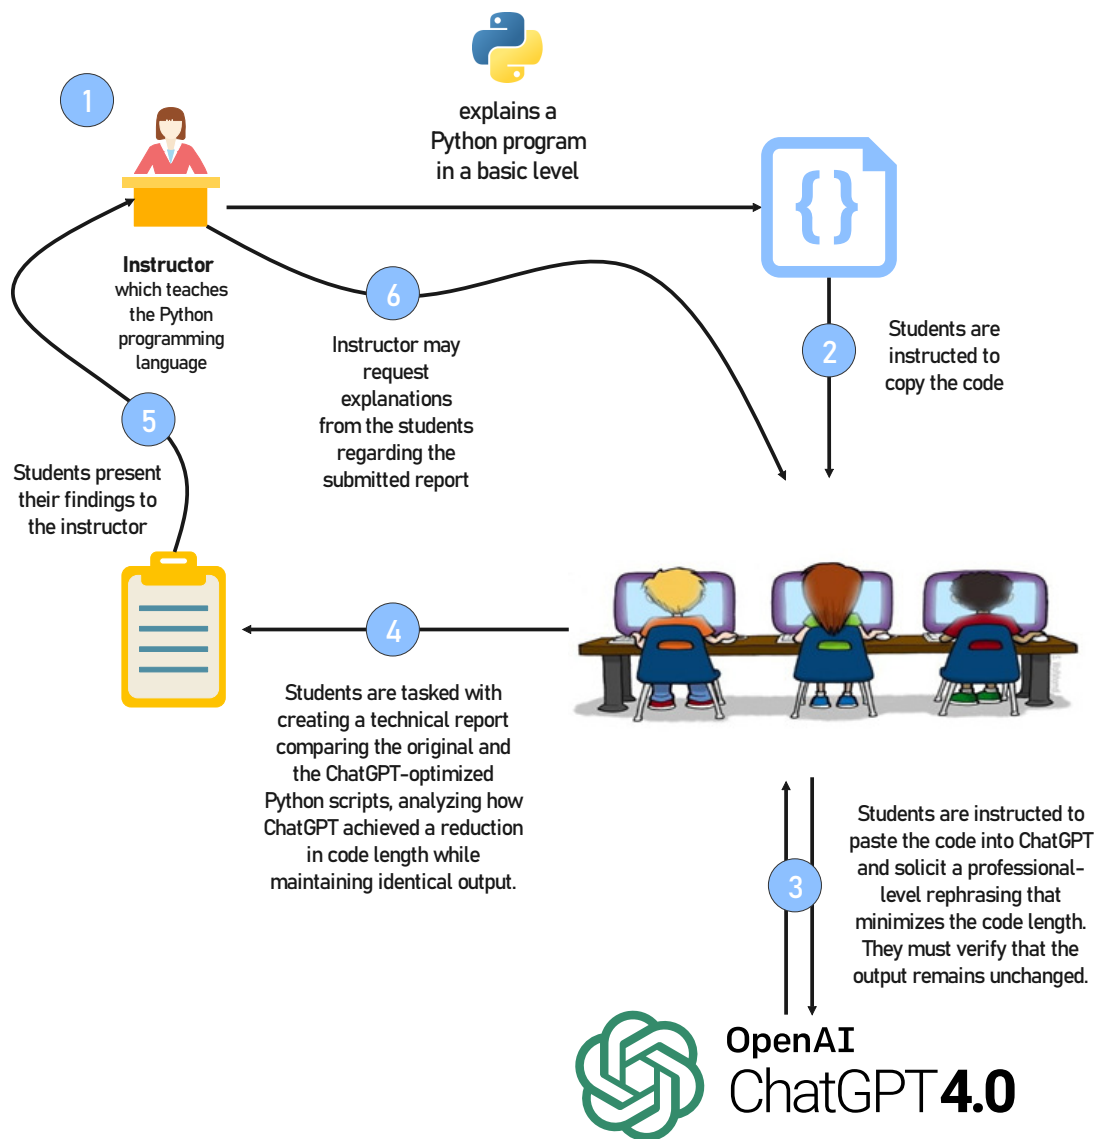 1
explains a
Python program
in a basic level
{}
Instructor
which teaches
the Python
programming
language
6
Instructor may
request
explanations
from the students
regarding the
submitted report
2
Students are
instructed to
copy the code
5
Students present
their findings to
the instructor
4
Students are tasked with
creating a technical report
comparing the original and
the ChatGPT-optimized
Python scripts, analyzing how
ChatGPT achieved a reduction
in code length while
maintaining identical output.
3
Students are instructed to
paste the code into ChatGPT
and solicit a professional-
level rephrasing that
minimizes the code length.
They must verify that the
output remains unchanged.
OpenAI
ChatGPT 4.0